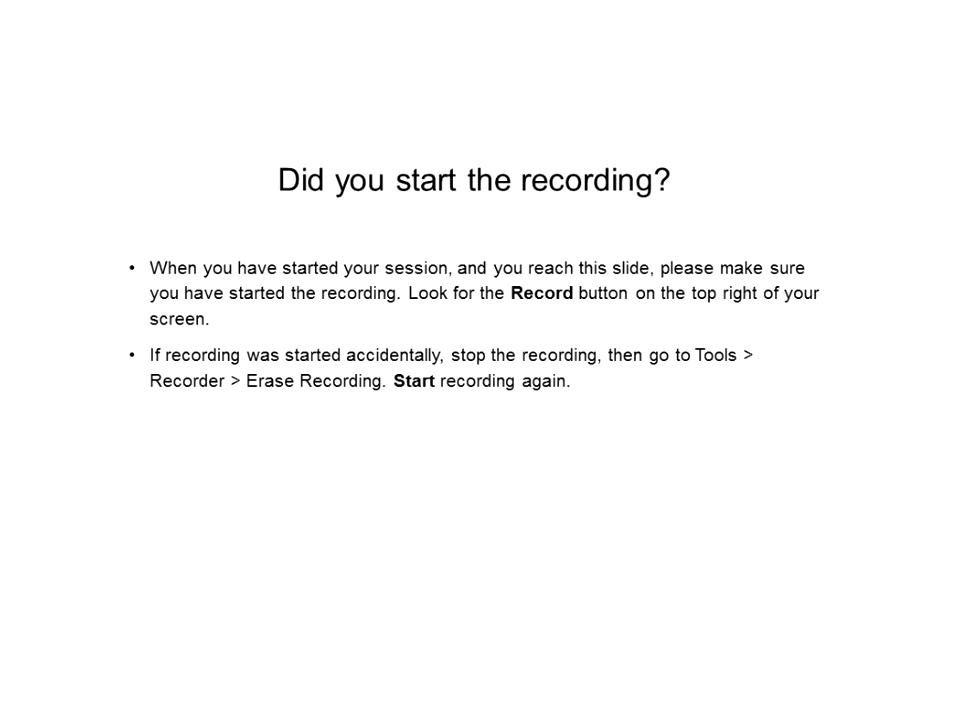 Did you start the recording?
• When you have started your session, and you reach this slide, please make sure
you have started the recording. Look for the Record button on the top right of your
screen.
• If recording was started accidentally, stop the recording, then go to Tools >
Recorder > Erase Recording. Start recording again.